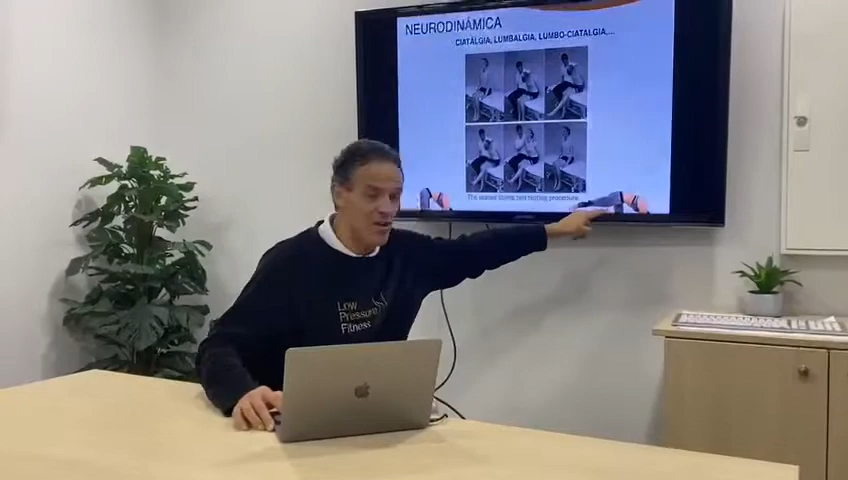 NEURODINÁMICA
CIATALGIA, LUMBALGIA, LUMBO-CIATALGIA,...
The seated slump test testing procedure
Low
Pressure
Fitness